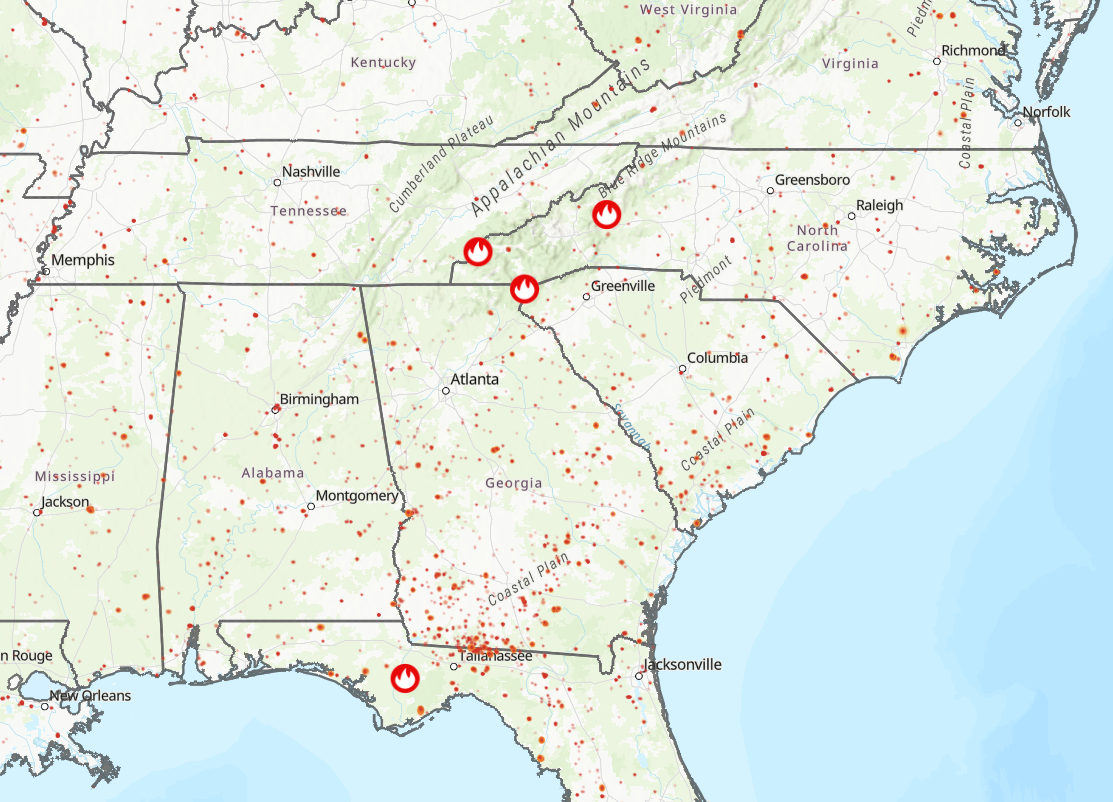 West Virginia
Piedm
Richmond
Kentucky
Virginia
Appalachian Mountains
Coastal Plain
Norfolk
Cumberland Plateau
Blue Ridge Mountains
Nashville
Greensboro
Tennessee
Raleigh
North
Carolina
Memphis
Piedmont
Greenville
Columbia
Atlanta
Birmingham
Savannah
Coastal Plain
Mississippi
Alabama
Georgia
Jackson
Montgomery
Coastal Plain
n Rouge
Tallahassee
Jacksonville
New Orleans